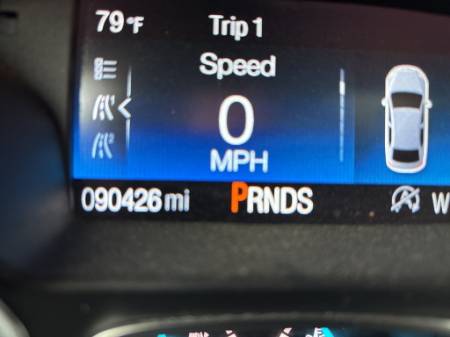 79°F Trip 1
Speed
0
MPH
090426 mi PRNDS W